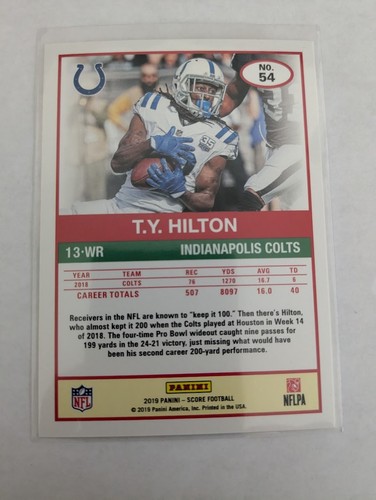 NO.
54
35
T.Y. HILTON
13•WR INDIANAPOLIS COLTS
YEAR TEAM REC YDS AVG TD
2018 COLTS 76 1270 16.7 6
CAREER TOTALS 507 8097 16.0 40
Receivers in the NFL are known to “keep it 100.” Then there's Hilton,
who almost kept it 200 when the Colts played at Houston in Week 14
of 2018. The four-time Pro Bowl wideout caught nine passes for
199 yards in the 24-21 victory, just missing what would have
been his second career 200-yard performance.
NFL
PANINI
NFLPA
2019 PANINI – SCORE FOOTBALL
© 2019 Panini America, Inc. Printed in the USA.